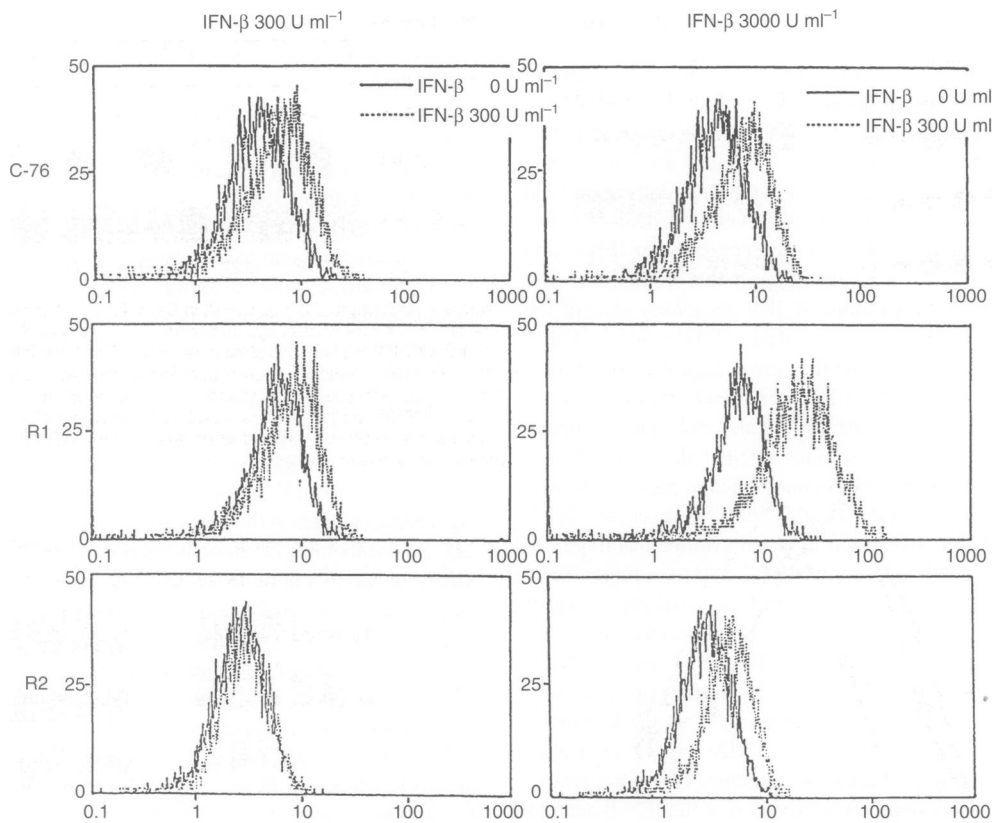 IFN-β 300 U ml⁻¹ IFN-β 3000 U ml⁻¹
50 50
IFN-β 0 U ml⁻¹ IFN-β 0 U ml
IFN-β 300 U ml⁻¹ IFN-β 300 U ml
C-76 25 25
0 0
0.1 1 10 100 1000 0.1 1 10 100 1000
50 50
R1 25 25
0 0
0.1 1 10 100 1000 0.1 1 10 100 1000
50 50
R2 25 25
0 0
0.1 1 10 100 1000 0.1 1 10 100 1000